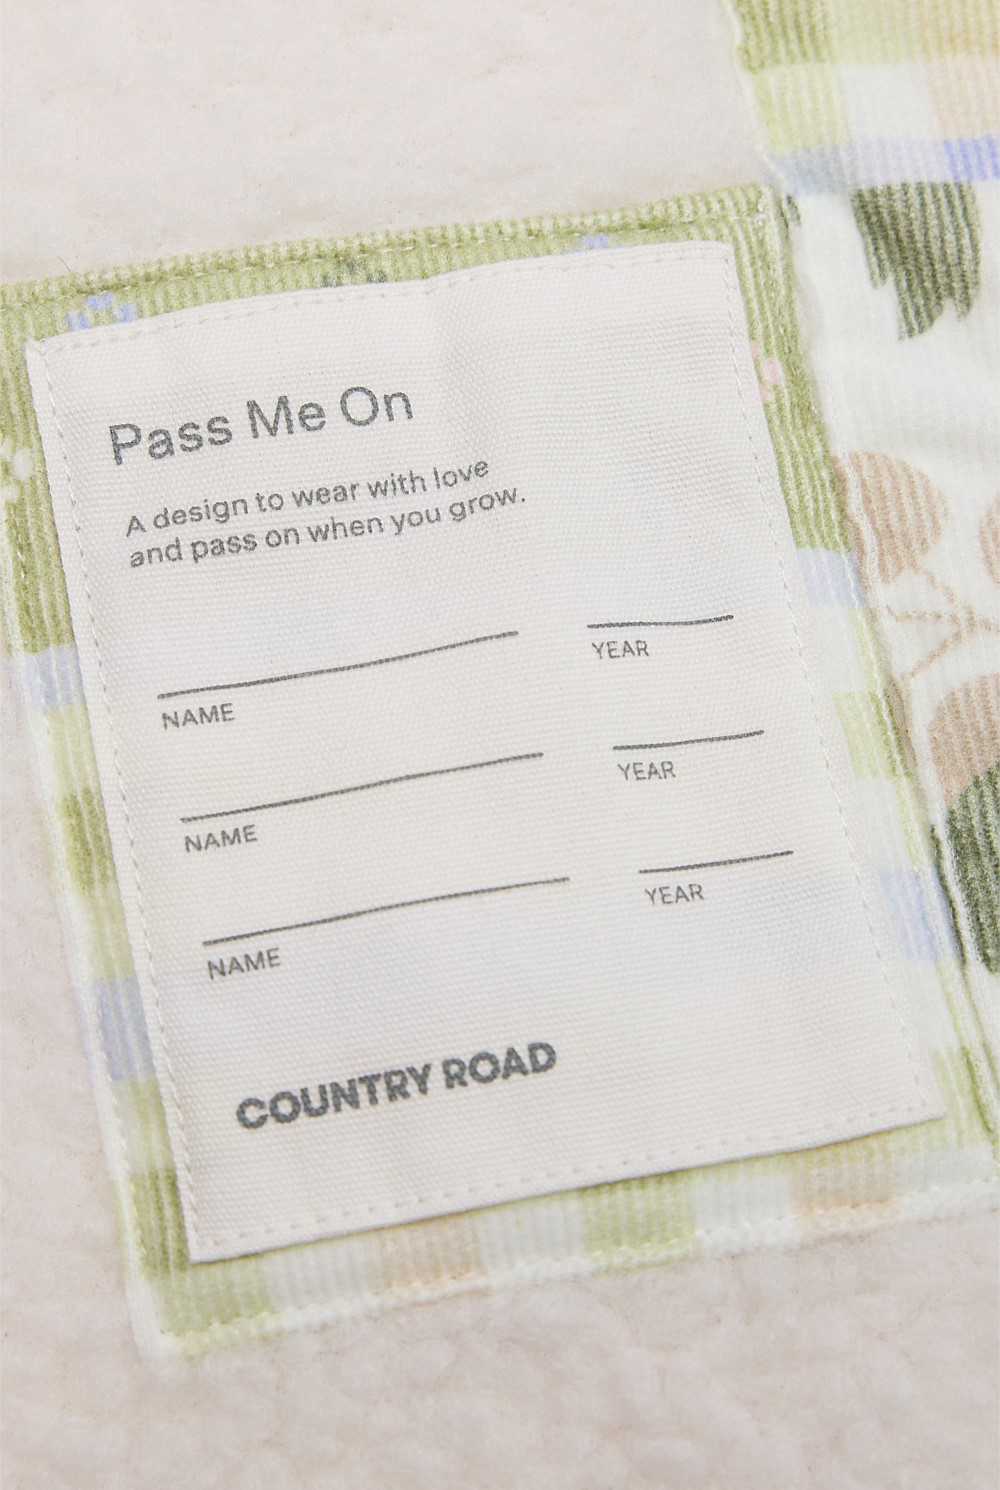 Pass Me On
A design to wear with love
and pass on when you grow.
NAME YEAR
NAME YEAR
NAME YEAR
COUNTRY ROAD